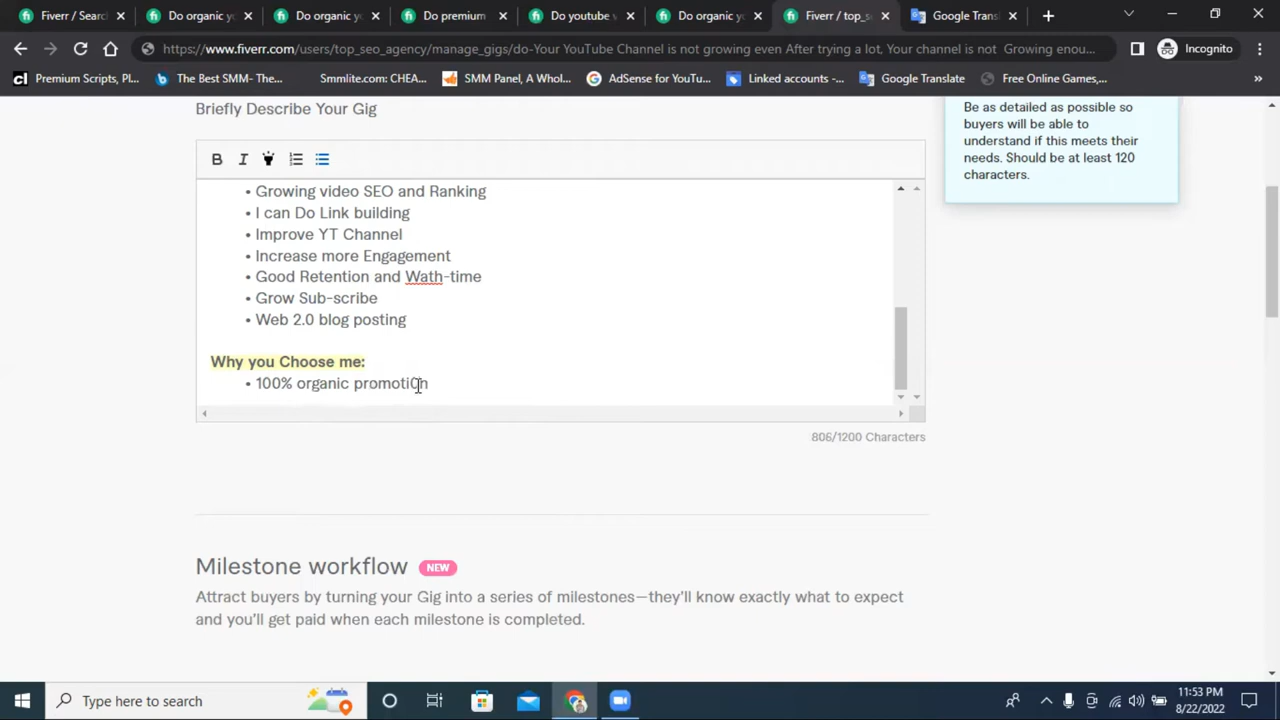 Fiverr / Sear
Do organic y
Do organic y
Do premium
Do youtube v
Do organic y
Fiverr / top_s
Google Trans
https://www.fiverr.com/users/top_seo_agency/manage_gigs/do-Your YouTube Channel is not growing even After trying a lot, Your channel is not Growing enou...
Incognito
Premium Scripts, Pl...
The Best SMM- The...
Smmlite.com: CHEA...
SMM Panel, A Whol...
AdSense for YouTu...
Linked accounts -...
Google Translate
Free Online Games,...
»
Briefly Describe Your Gig
Be as detailed as possible so
buyers will be able to
understand if this meets their
needs. Should be at least 120
characters.
B I
• Growing video SEO and Ranking
• I can Do Link building
• Improve YT Channel
• Increase more Engagement
• Good Retention and Wath-time
• Grow Sub-scribe
• Web 2.0 blog posting
Why you Choose me:
• 100% organic promotion
806/1200 Characters
Milestone workflow
NEW
Attract buyers by turning your Gig into a series of milestones—they'll know exactly what to expect
and you'll get paid when each milestone is completed.
Type here to search
11:53 PM
8/22/2022